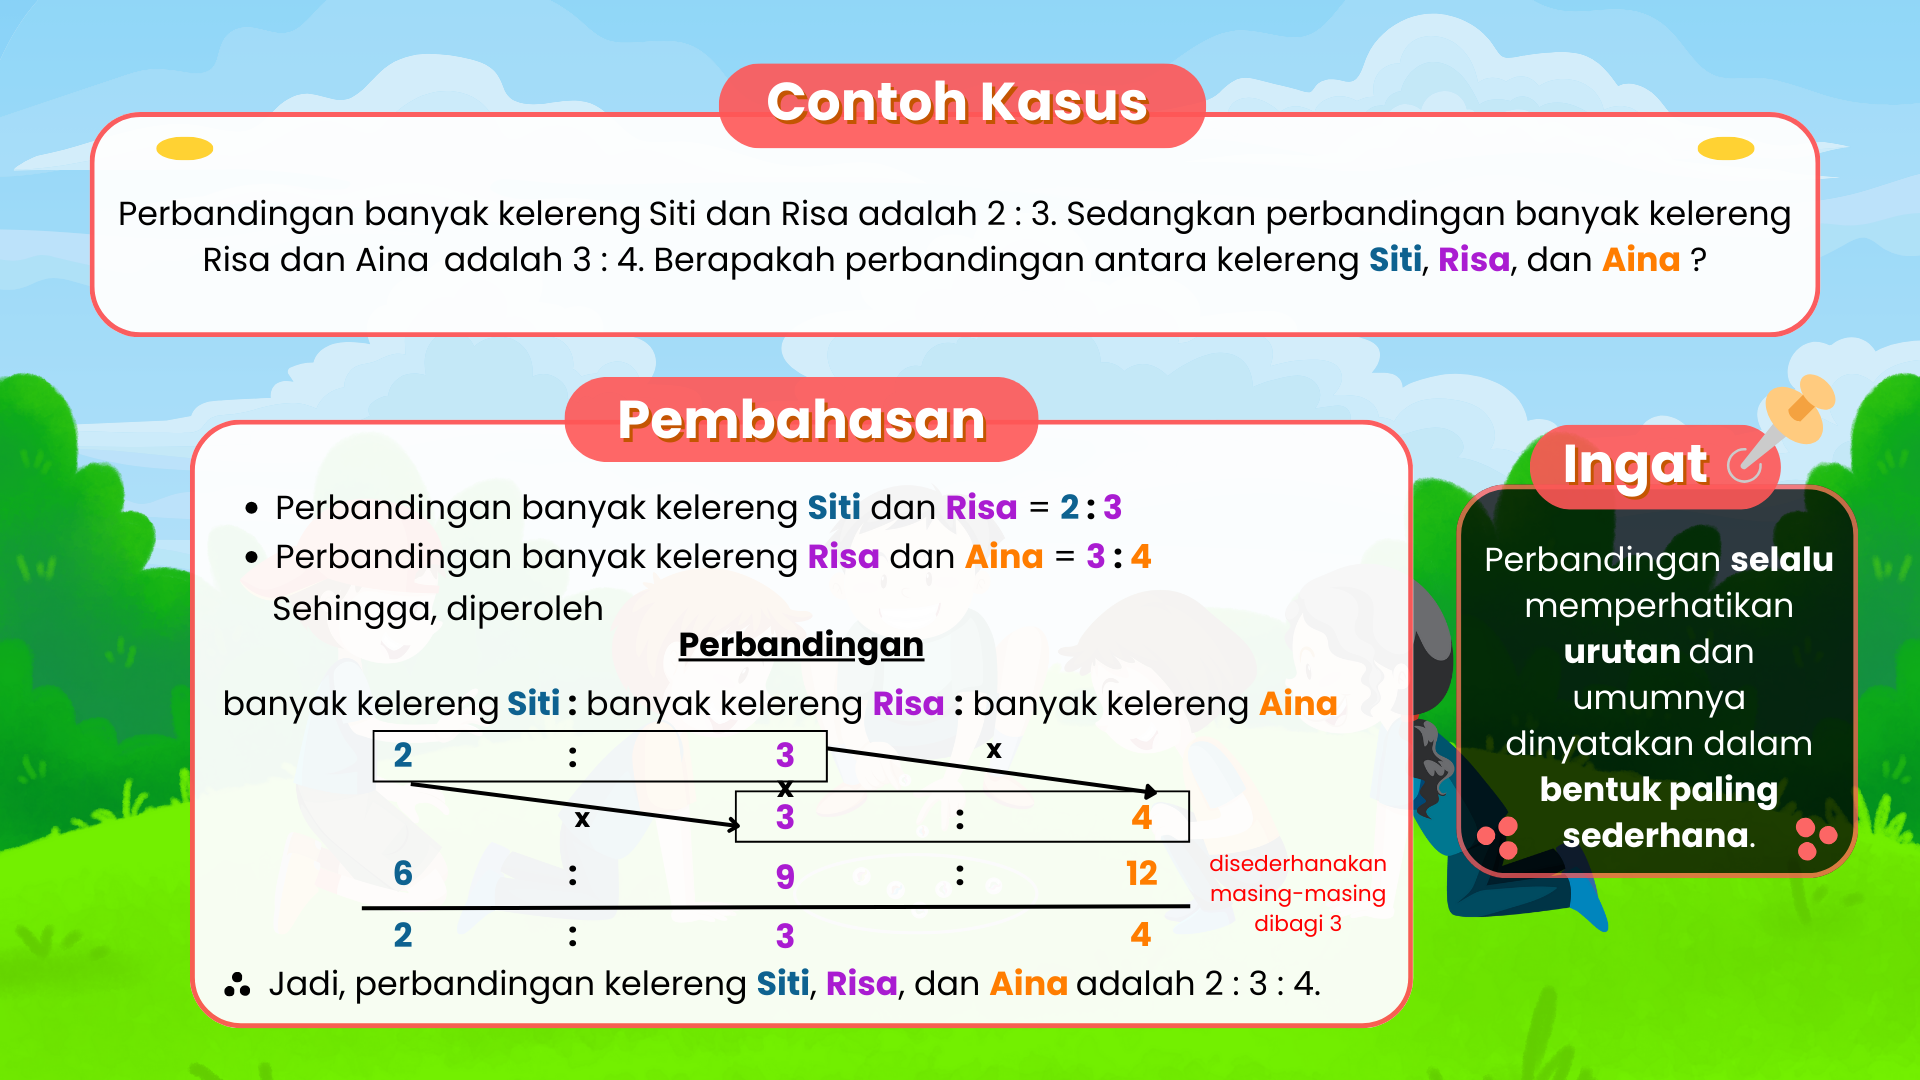 Contoh Kasus
Perbandingan banyak kelereng Siti dan Risa adalah 2 : 3. Sedangkan perbandingan banyak kelereng
Risa dan Aina adalah 3 : 4. Berapakah perbandingan antara kelereng Siti, Risa, dan Aina ?
Pembahasan
• Perbandingan banyak kelereng Siti dan Risa = 2 : 3
• Perbandingan banyak kelereng Risa dan Aina = 3 : 4
Sehingga, diperoleh
Perbandingan
banyak kelereng Siti : banyak kelereng Risa : banyak kelereng Aina
2 : 3
x
x
x
3 : 4
6 : 9 : 12
disederhanakan
masing-masing
dibagi 3
2 : 3 4
∴ Jadi, perbandingan kelereng Siti, Risa, dan Aina adalah 2 : 3 : 4.
Ingat
Perbandingan selalu
memperhatikan
urutan dan
umumnya
dinyatakan dalam
bentuk paling
sederhana.